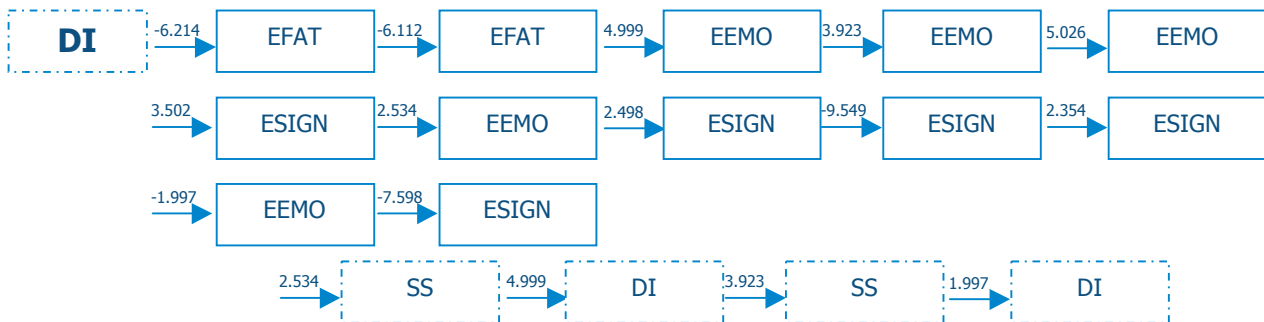 DI -6.214 EFAT -6.112 EFAT 4.999 EEMO 3.923 EEMO 5.026 EEMO
3.502 ESIGN 2.534 EEMO 2.498 ESIGN -9.549 ESIGN 2.354 ESIGN
-1.997 EEMO -7.598 ESIGN
2.534 SS 4.999 DI 3.923 SS 1.997 DI